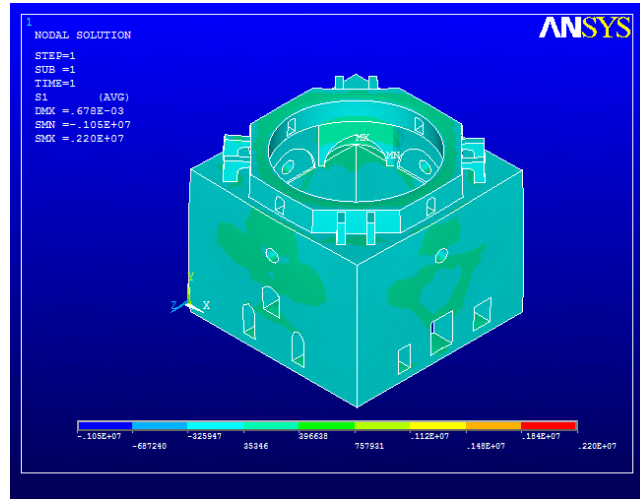 1
ANSYS
NODAL SOLUTION
STEP=1
SUB =1
TIME=1
S1 (AVG)
DMX =.678E-03
SMN =-.105E+07
SMX =.220E+07
MX
MN
Y
Z X
-.105E+07 -325947 396638 .112E+07 .184E+07
-687240 35346 757931 .148E+07 .220E+07